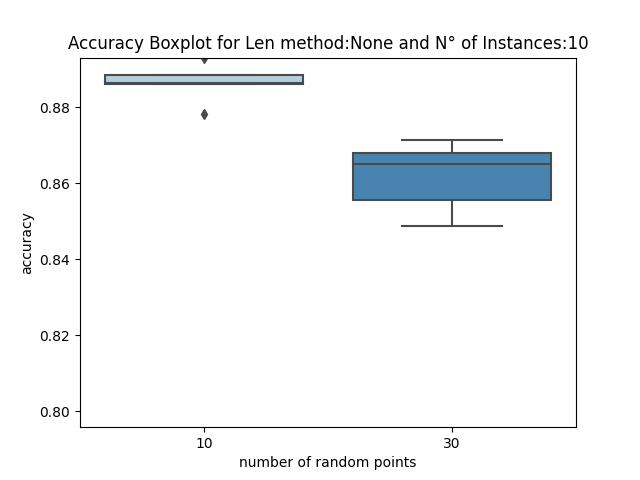 Accuracy Boxplot for Len method:None and N° of Instances:10
accuracy
0.88
0.86
0.84
0.82
0.80
10 30
number of random points